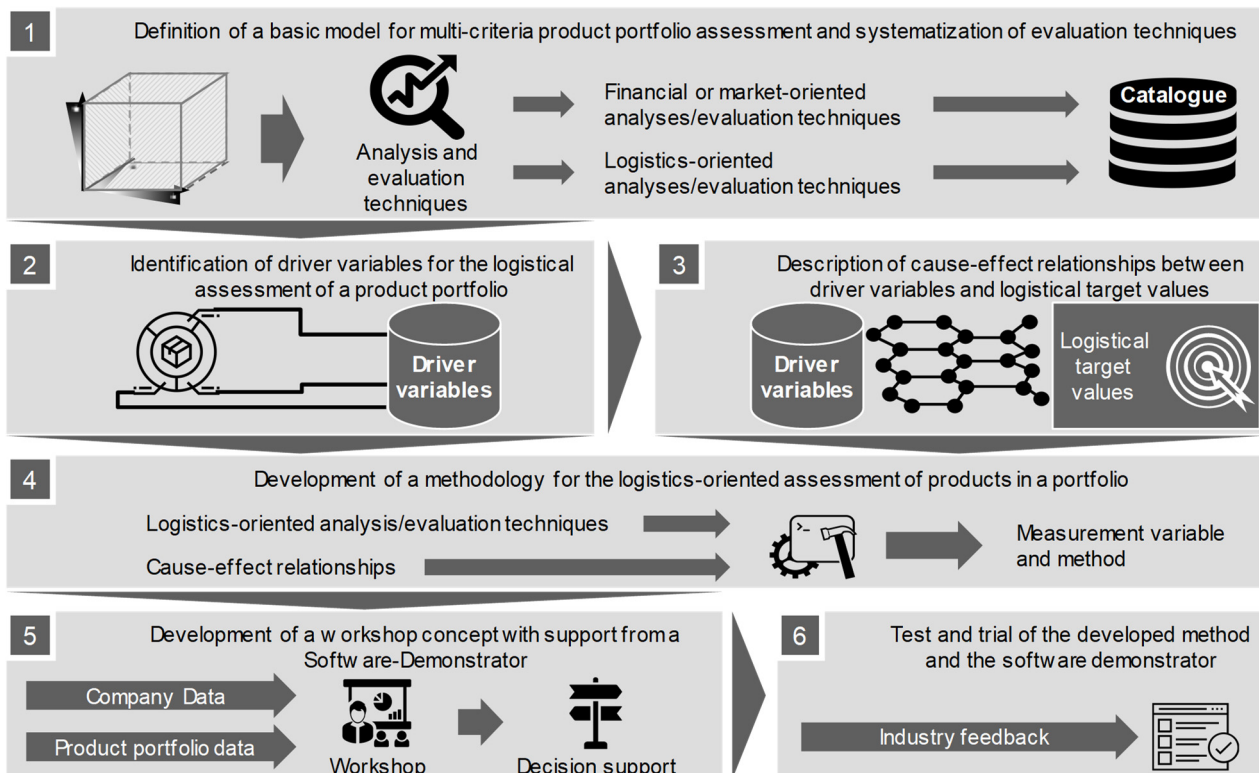 1
Definition of a basic model for multi-criteria product portfolio assessment and systematization of evaluation techniques
Analysis and
evaluation
techniques
Financial or market-oriented
analyses/evaluation techniques
Logistics-oriented
analyses/evaluation techniques
Catalogue
2
Identification of driver variables for the logistical
assessment of a product portfolio
Driver
variables
3
Description of cause-effect relationships between
driver variables and logistical target values
Driver
variables
Logistical
target
values
4
Development of a methodology for the logistics-oriented assessment of products in a portfolio
Logistics-oriented analysis/evaluation techniques
Cause-effect relationships
>_
Measurement variable
and method
5
Development of a workshop concept with support from a
Software-Demonstrator
Company Data
Product portfolio data
Workshop
Decision support
6
Test and trial of the developed method
and the software demonstrator
Industry feedback